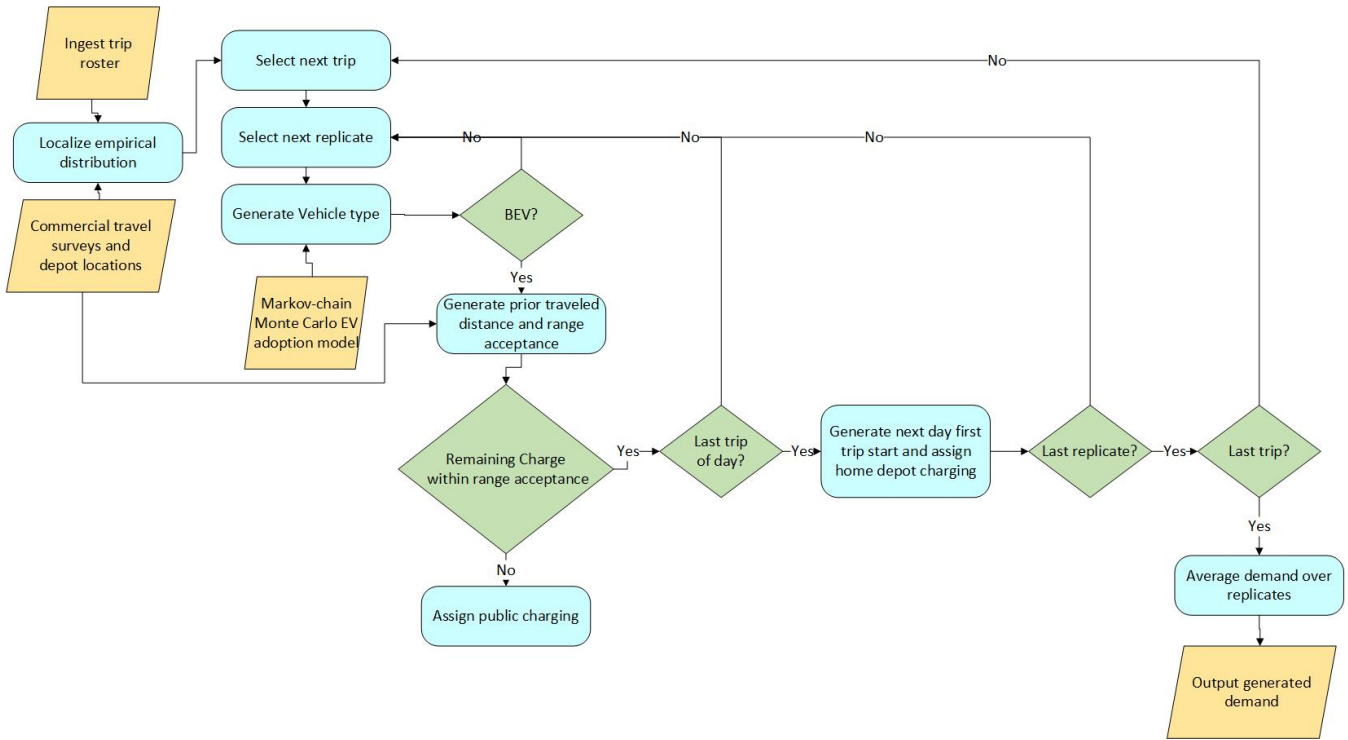 Ingest trip
roster
Select next trip
No
Select next replicate
No
No
No
Localize empirical
distribution
Generate Vehicle type
BEV?
Commercial travel
surveys and
depot locations
Yes
Markov-chain
Monte Carlo EV
adoption model
Generate prior traveled
distance and range
acceptance
Remaining Charge
within range acceptance
Yes
Last trip
of day?
Yes
Generate next day first
trip start and assign
home depot charging
Last replicate?
Yes
Last trip?
Yes
No
Assign public charging
Average demand over
replicates
Output generated
demand